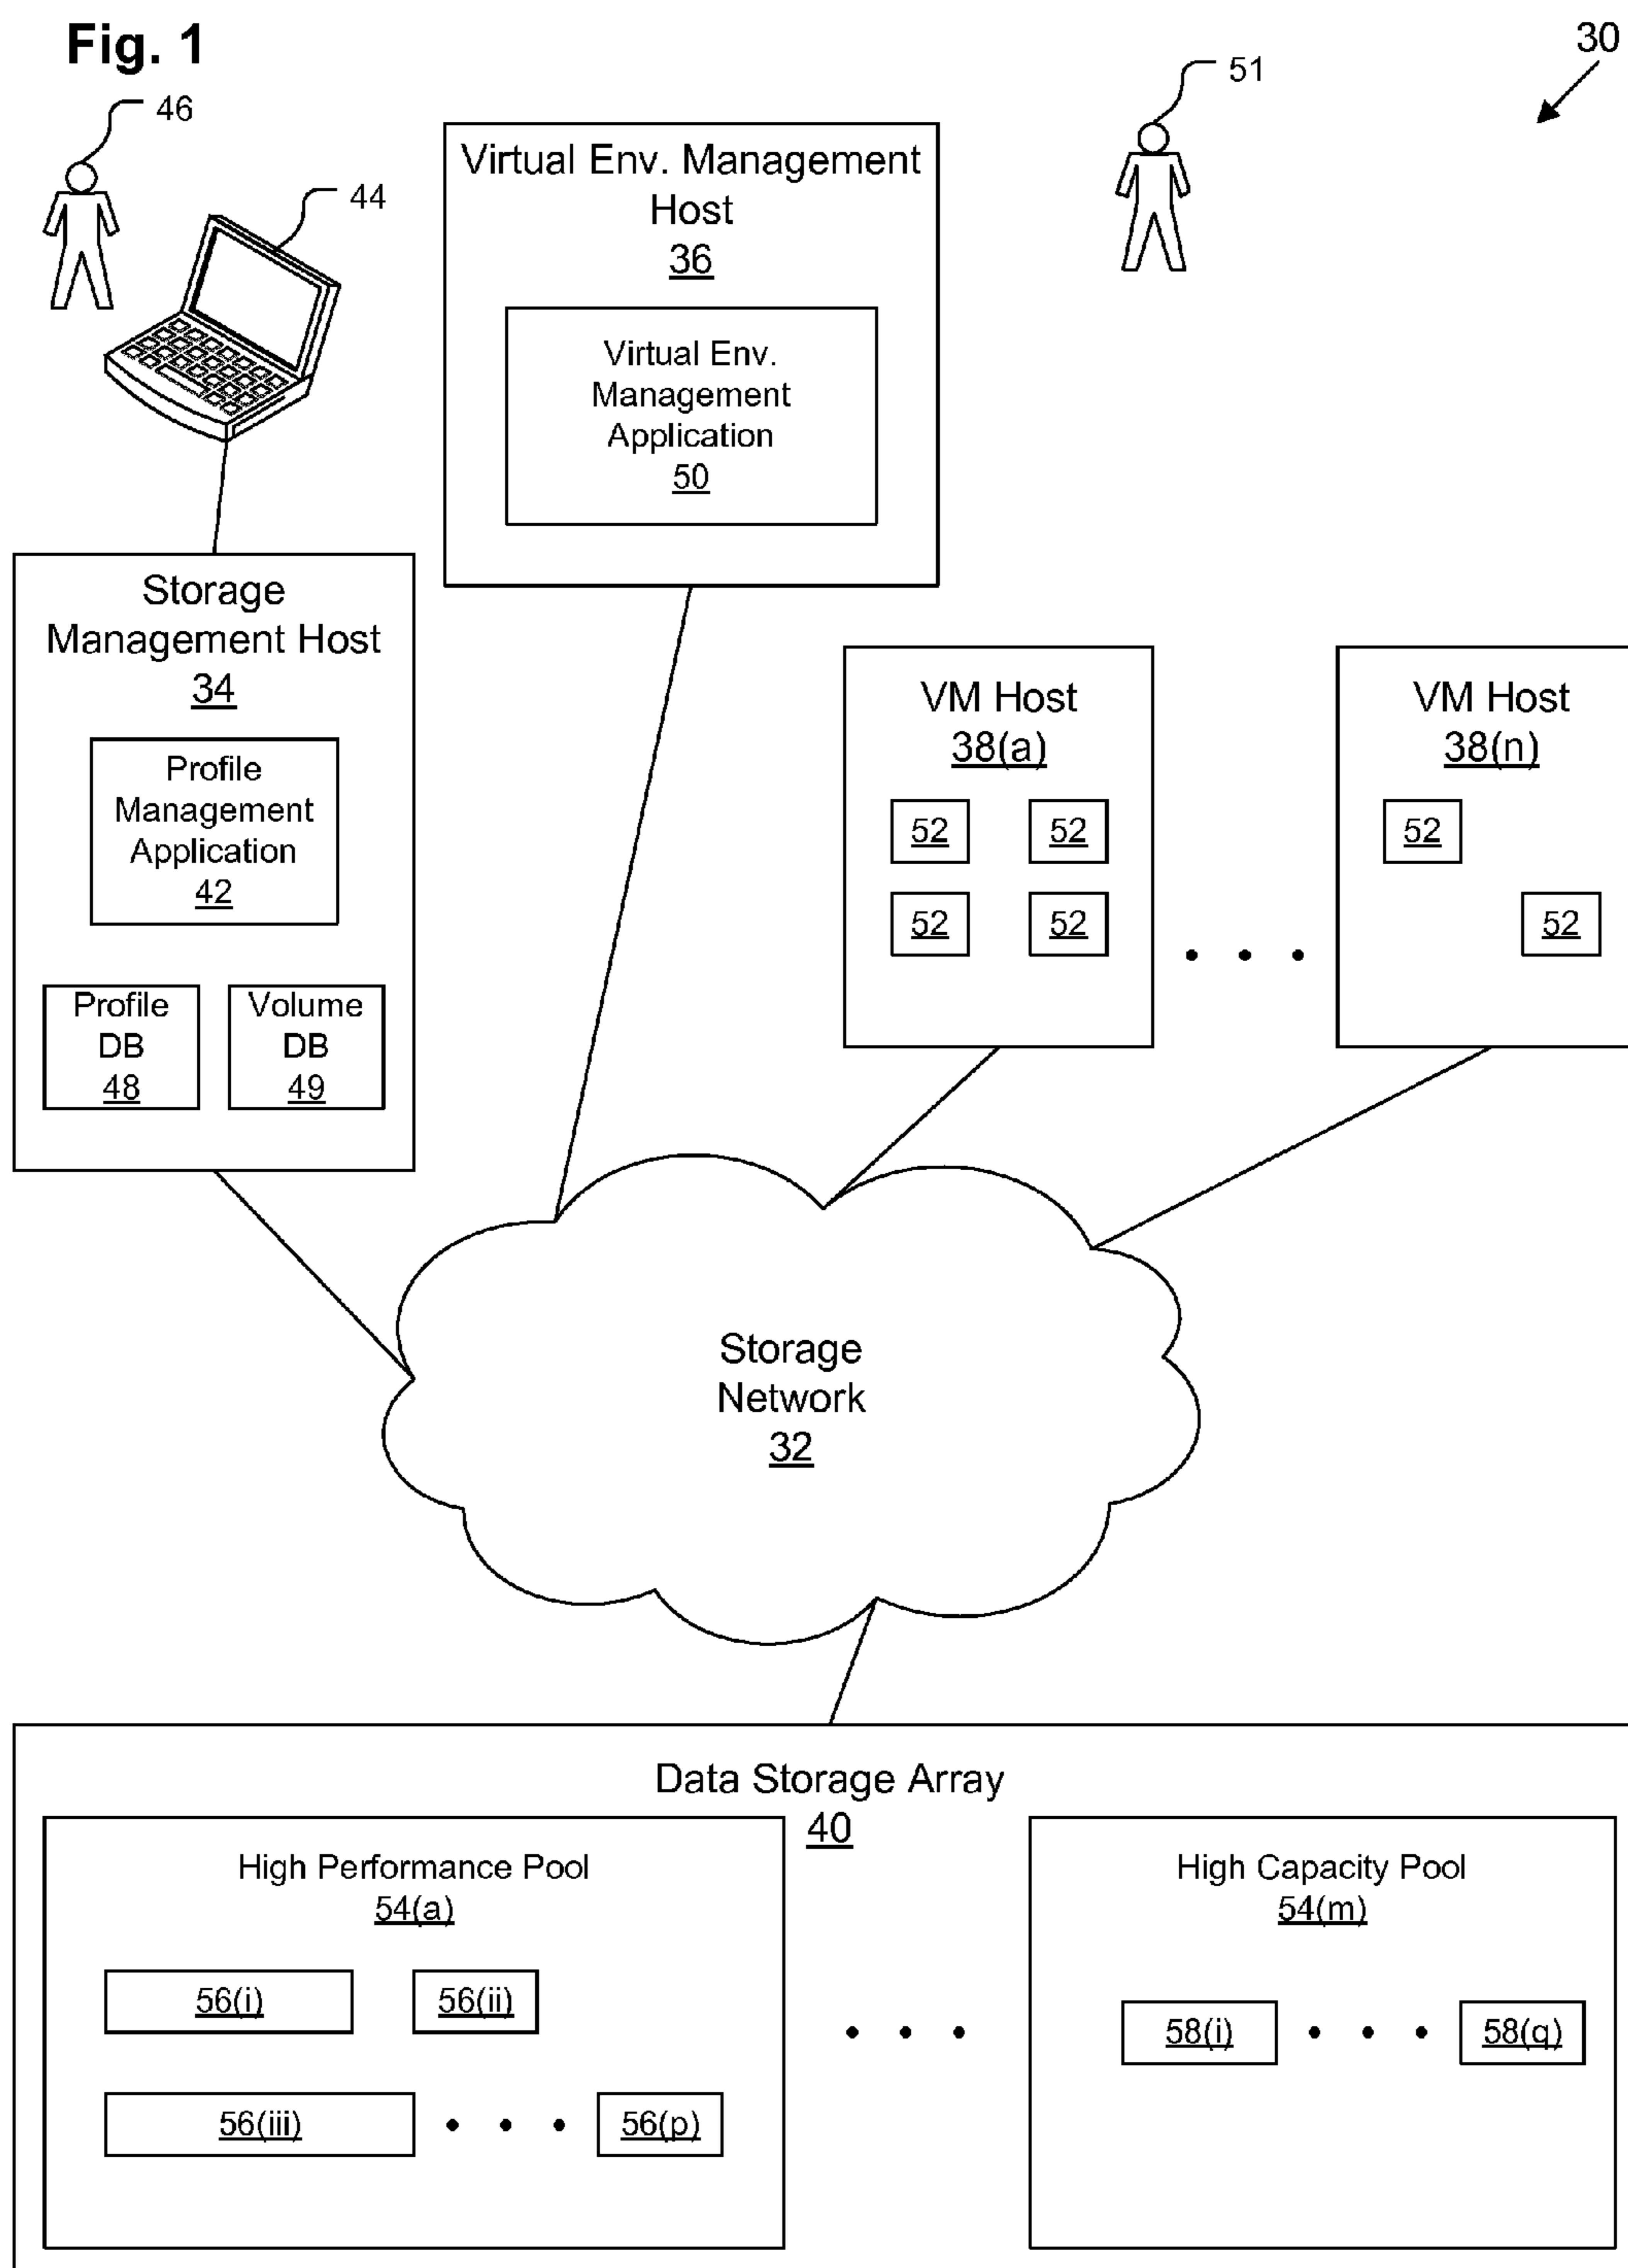 Fig. 1
30
46
51
44
Virtual Env. Management
Host
36
Virtual Env.
Management
Application
50
Storage
Management Host
34
Profile
Management
Application
42
Profile
DB
48
Volume
DB
49
VM Host
38(a)
52
52
52
52
. . .
VM Host
38(n)
52
52
Storage
Network
32
Data Storage Array
40
High Performance Pool
54(a)
56(i)
56(ii)
56(iii)
. . .
56(p)
. . .
High Capacity Pool
54(m)
58(i)
. . .
58(q)